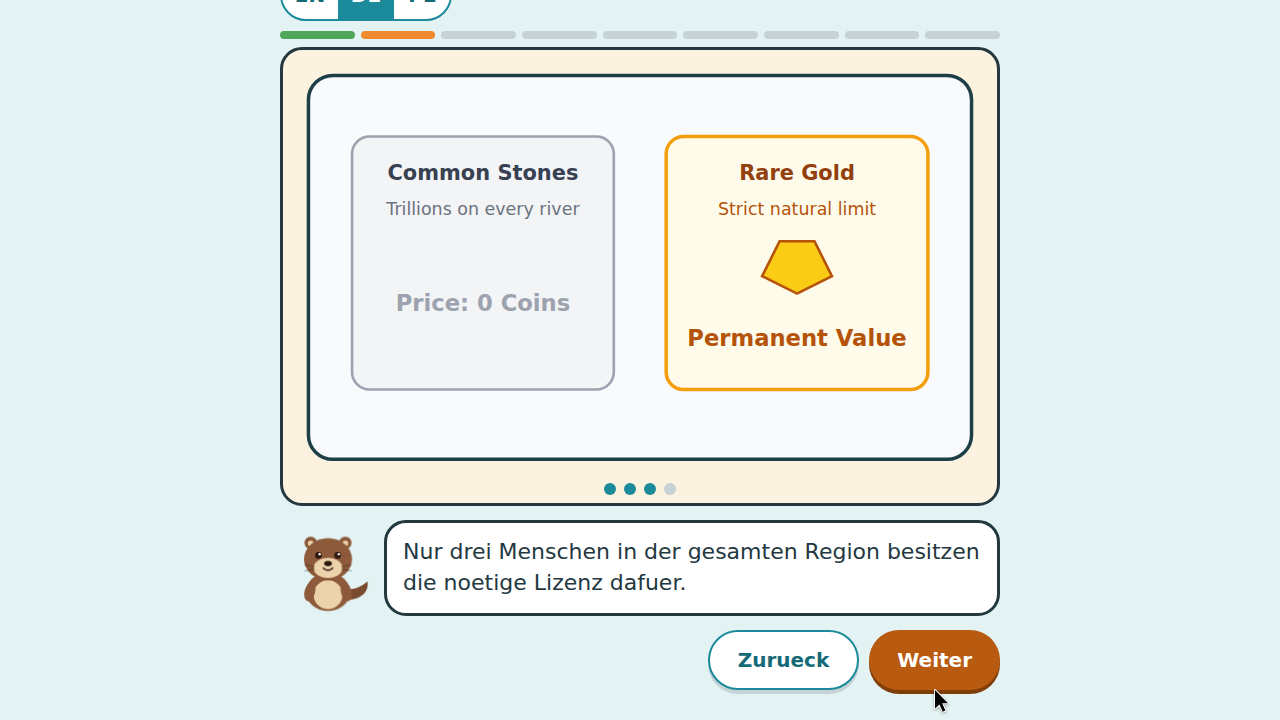 Common Stones
Trillions on every river
Price: 0 Coins
Rare Gold
Strict natural limit
Permanent Value
Nur drei Menschen in der gesamten Region besitzen
die noetige Lizenz dafuer.
Zurueck
Weiter